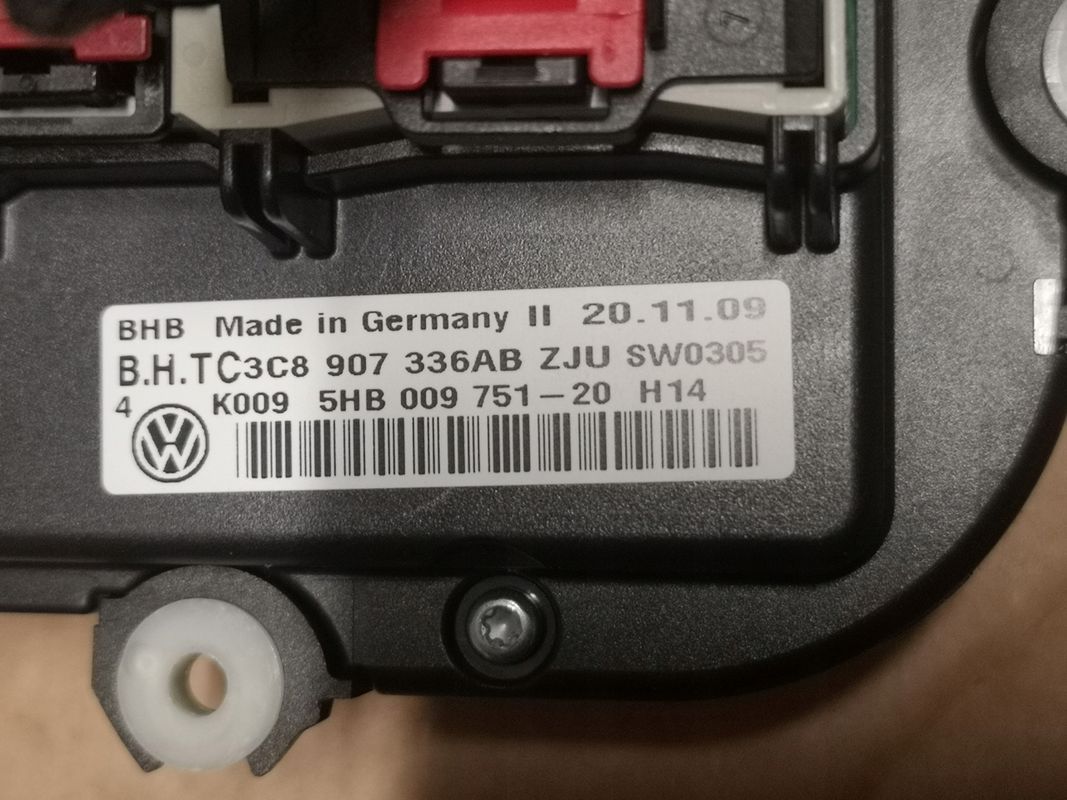 7
BHB Made in Germany II 20.11.09
B.H.TC3C8 907 336AB ZJU SW0305
4 K009 5HB 009 751-20 H14
VW